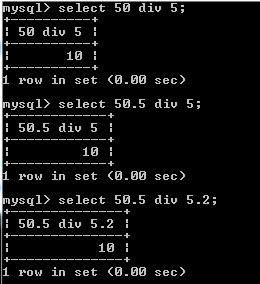 mysql> select 50 div 5;
+----------+
| 50 div 5 |
+----------+
|       10 |
+----------+
1 row in set (0.00 sec)
mysql> select 50.5 div 5;
+------------+
| 50.5 div 5 |
+------------+
|         10 |
+------------+
1 row in set (0.00 sec)
mysql> select 50.5 div 5.2;
+--------------+
| 50.5 div 5.2 |
+--------------+
|           10 |
+--------------+
1 row in set (0.00 sec)